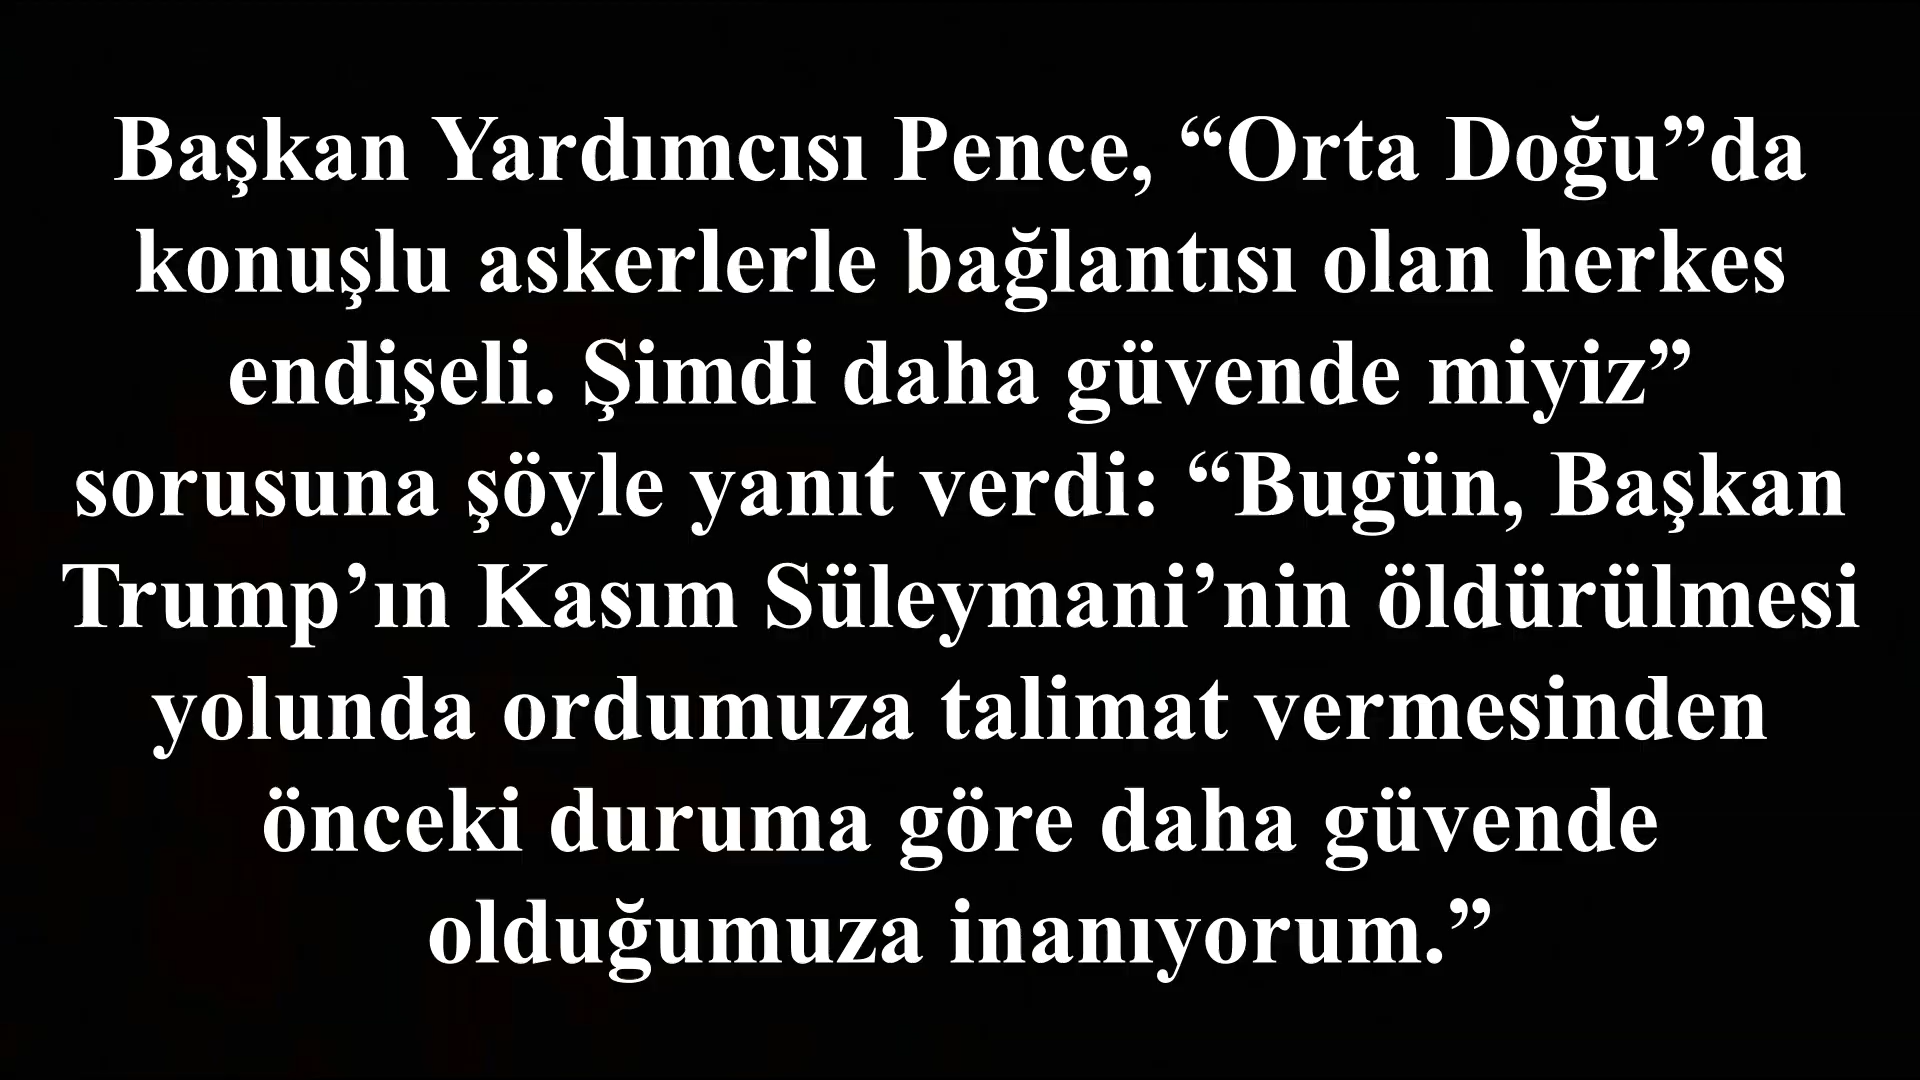 Başkan Yardımcısı Pence, “Orta Doğu”da
konuşlu askerlerle bağlantısı olan herkes
endişeli. Şimdi daha güvende miyiz”
sorusuna şöyle yanıt verdi: “Bugün, Başkan
Trump’ın Kasım Süleymani’nin öldürülmesi
yolunda ordumuza talimat vermesinden
önceki duruma göre daha güvende
olduğumuza inanıyorum.”